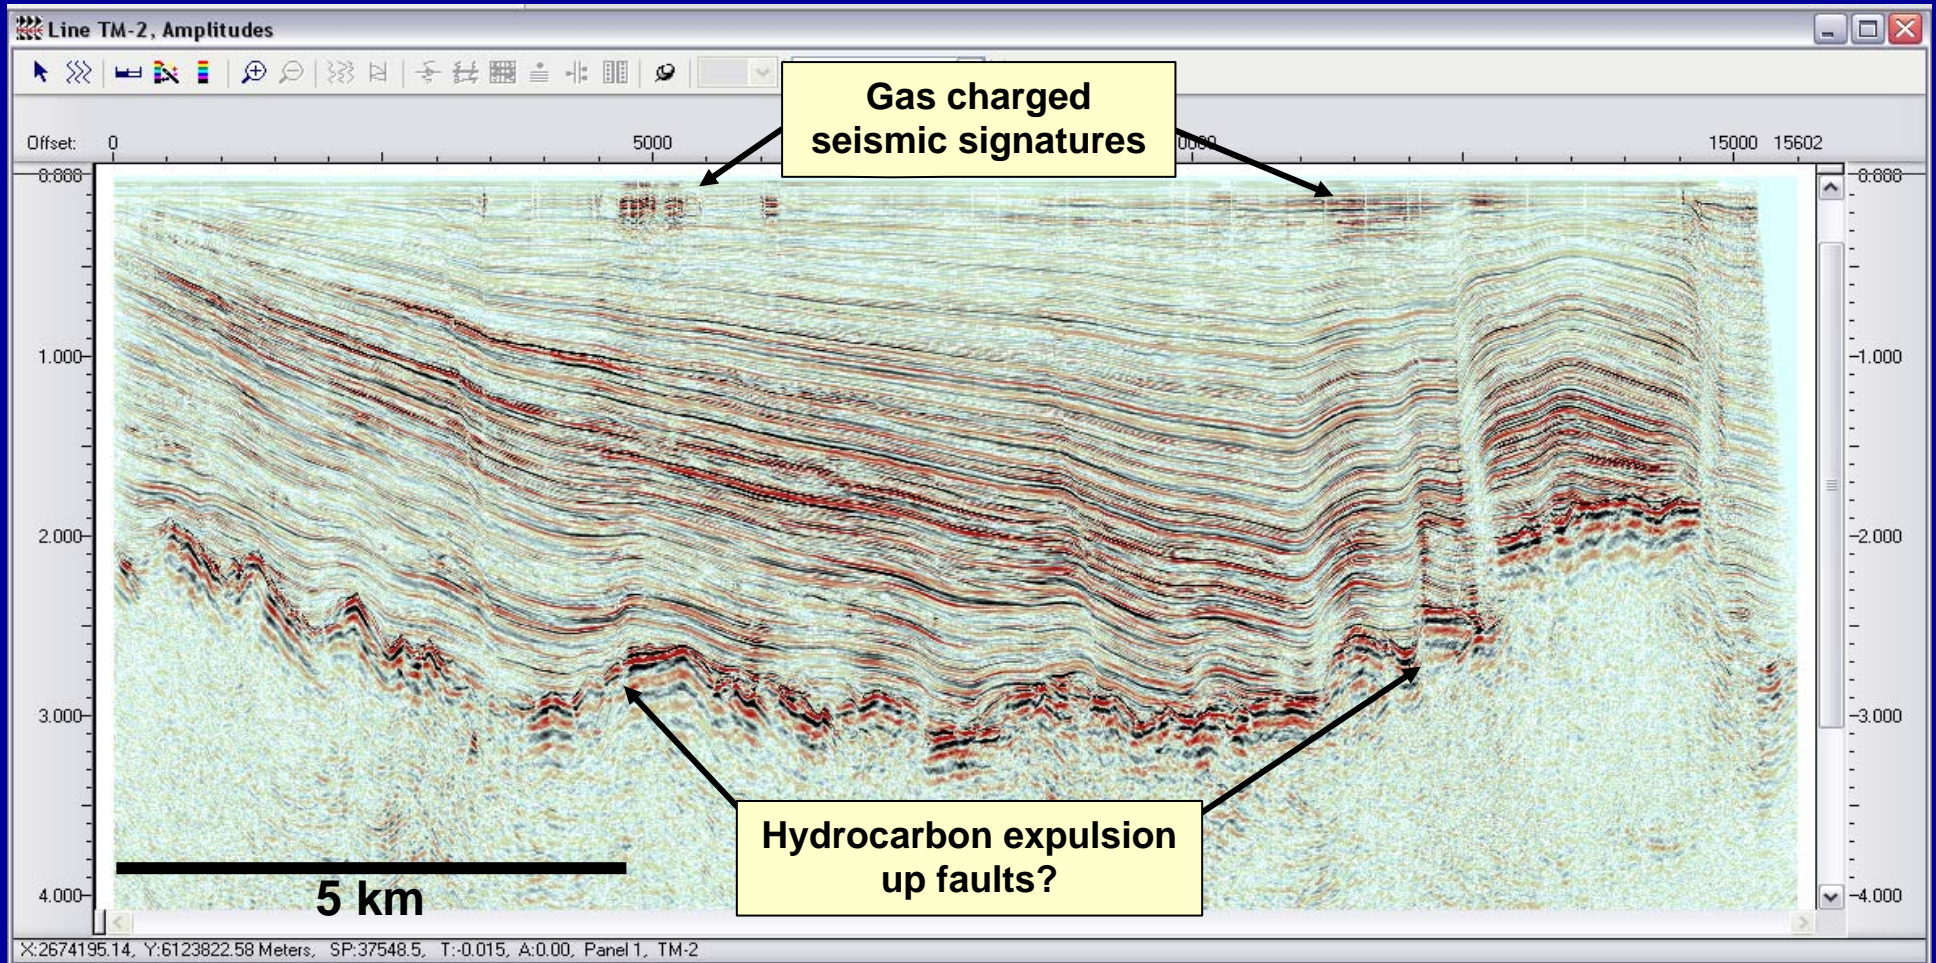 Line TM-2, Amplitudes
Gas charged
seismic signatures
Offset: 0 5000 15000 15602
1.000 -1.000
2.000 -2.000
3.000 -3.000
4.000 -4.000
Hydrocarbon expulsion
up faults?
5 km
X:2674195.14, Y:6123822.58 Meters, SP:37548.5, T:-0.015, A:0.00, Panel 1, TM-2